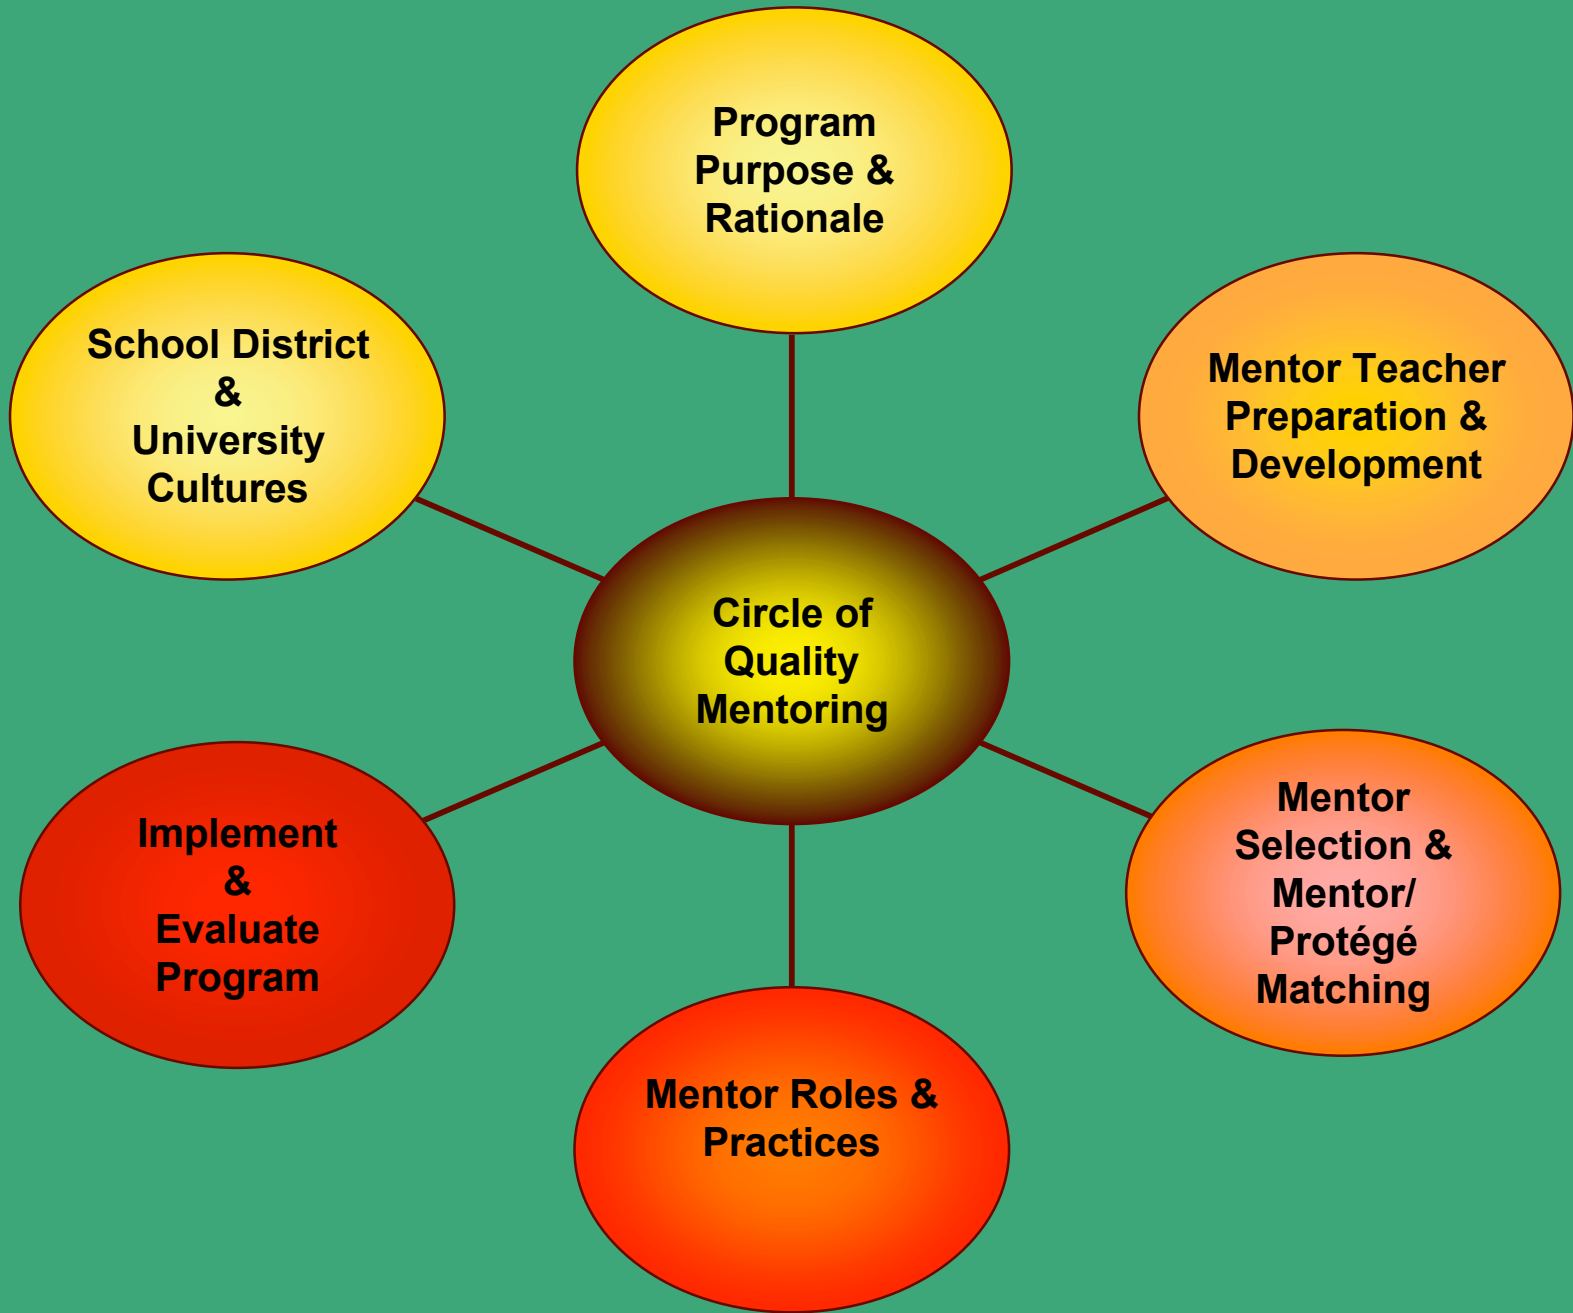 Program
Purpose &
Rationale
School District
&
University
Cultures
Mentor Teacher
Preparation &
Development
Circle of
Quality
Mentoring
Implement
&
Evaluate
Program
Mentor
Selection &
Mentor/
Protégé
Matching
Mentor Roles &
Practices